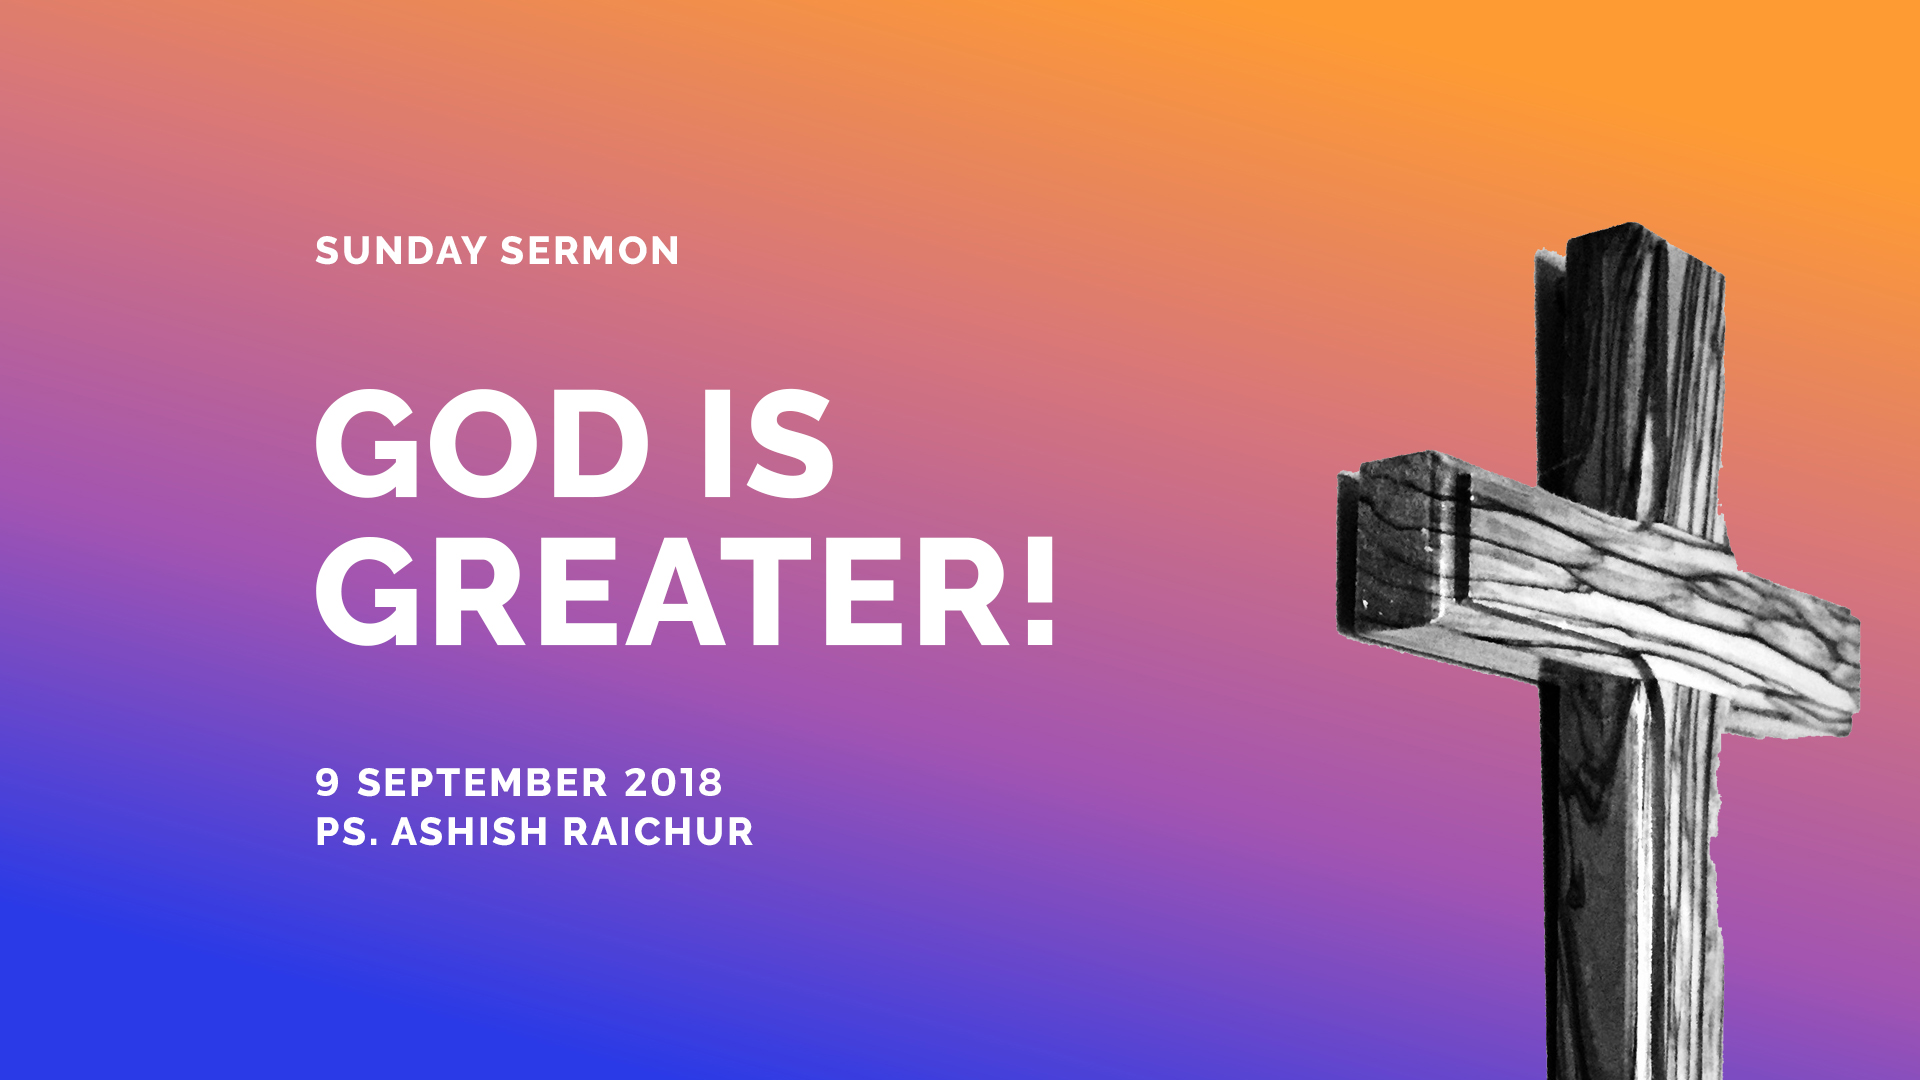 SUNDAY SERMON
GOD IS
GREATER!
9 SEPTEMBER 2018
PS. ASHISH RAICHUR